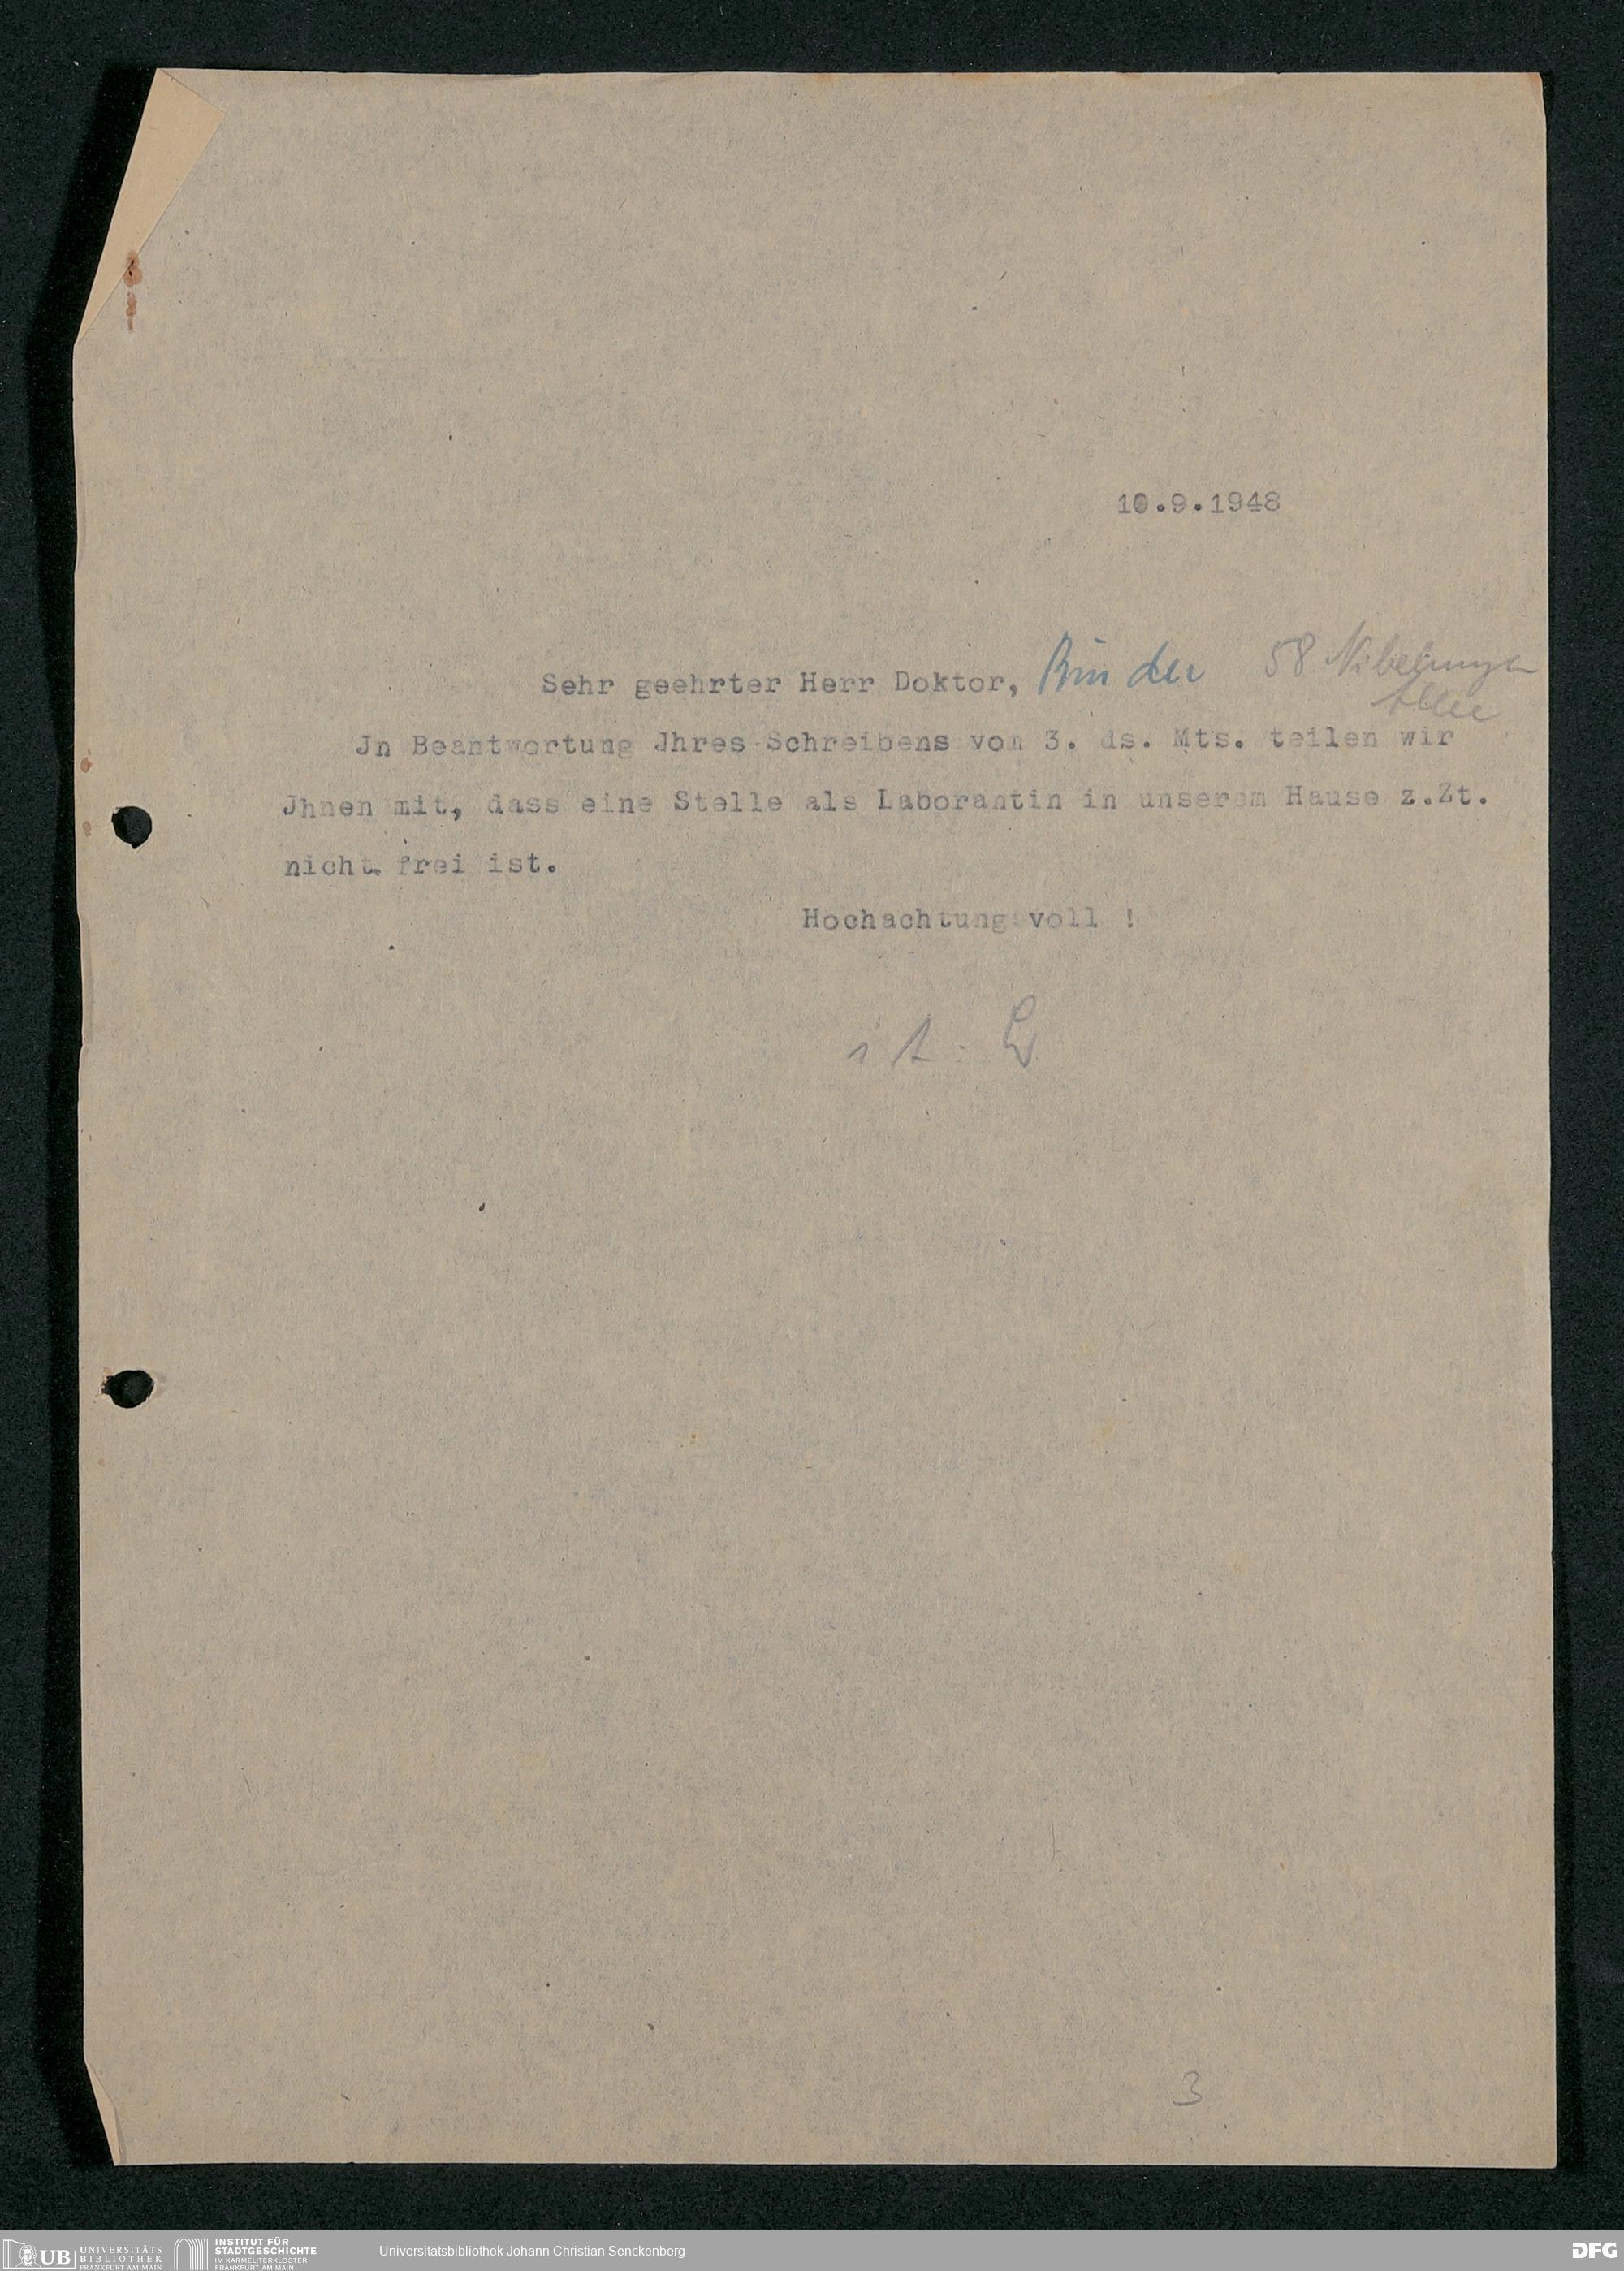 10.9.1948
Sehr geehrter Herr Doktor, Binder 58 Nibelungen
Allee
Jn Beantwortung Jhres Schreibens vom 3. ds. Mts. teilen wir
Jhnen mit, dass eine Stelle als Laborantin in unserem Hause z.Zt.
nicht frei ist.
Hochachtungsvoll !
i A.
3
UB UNIVERSITÄTS
BIBLIOTHEK
FRANKFURT AM MAIN
INSTITUT FÜR
STADTGESCHICHTE
IM KARMELITERKLOSTER
FRANKFURT AM MAIN
Universitätsbibliothek Johann Christian Senckenberg
DFG